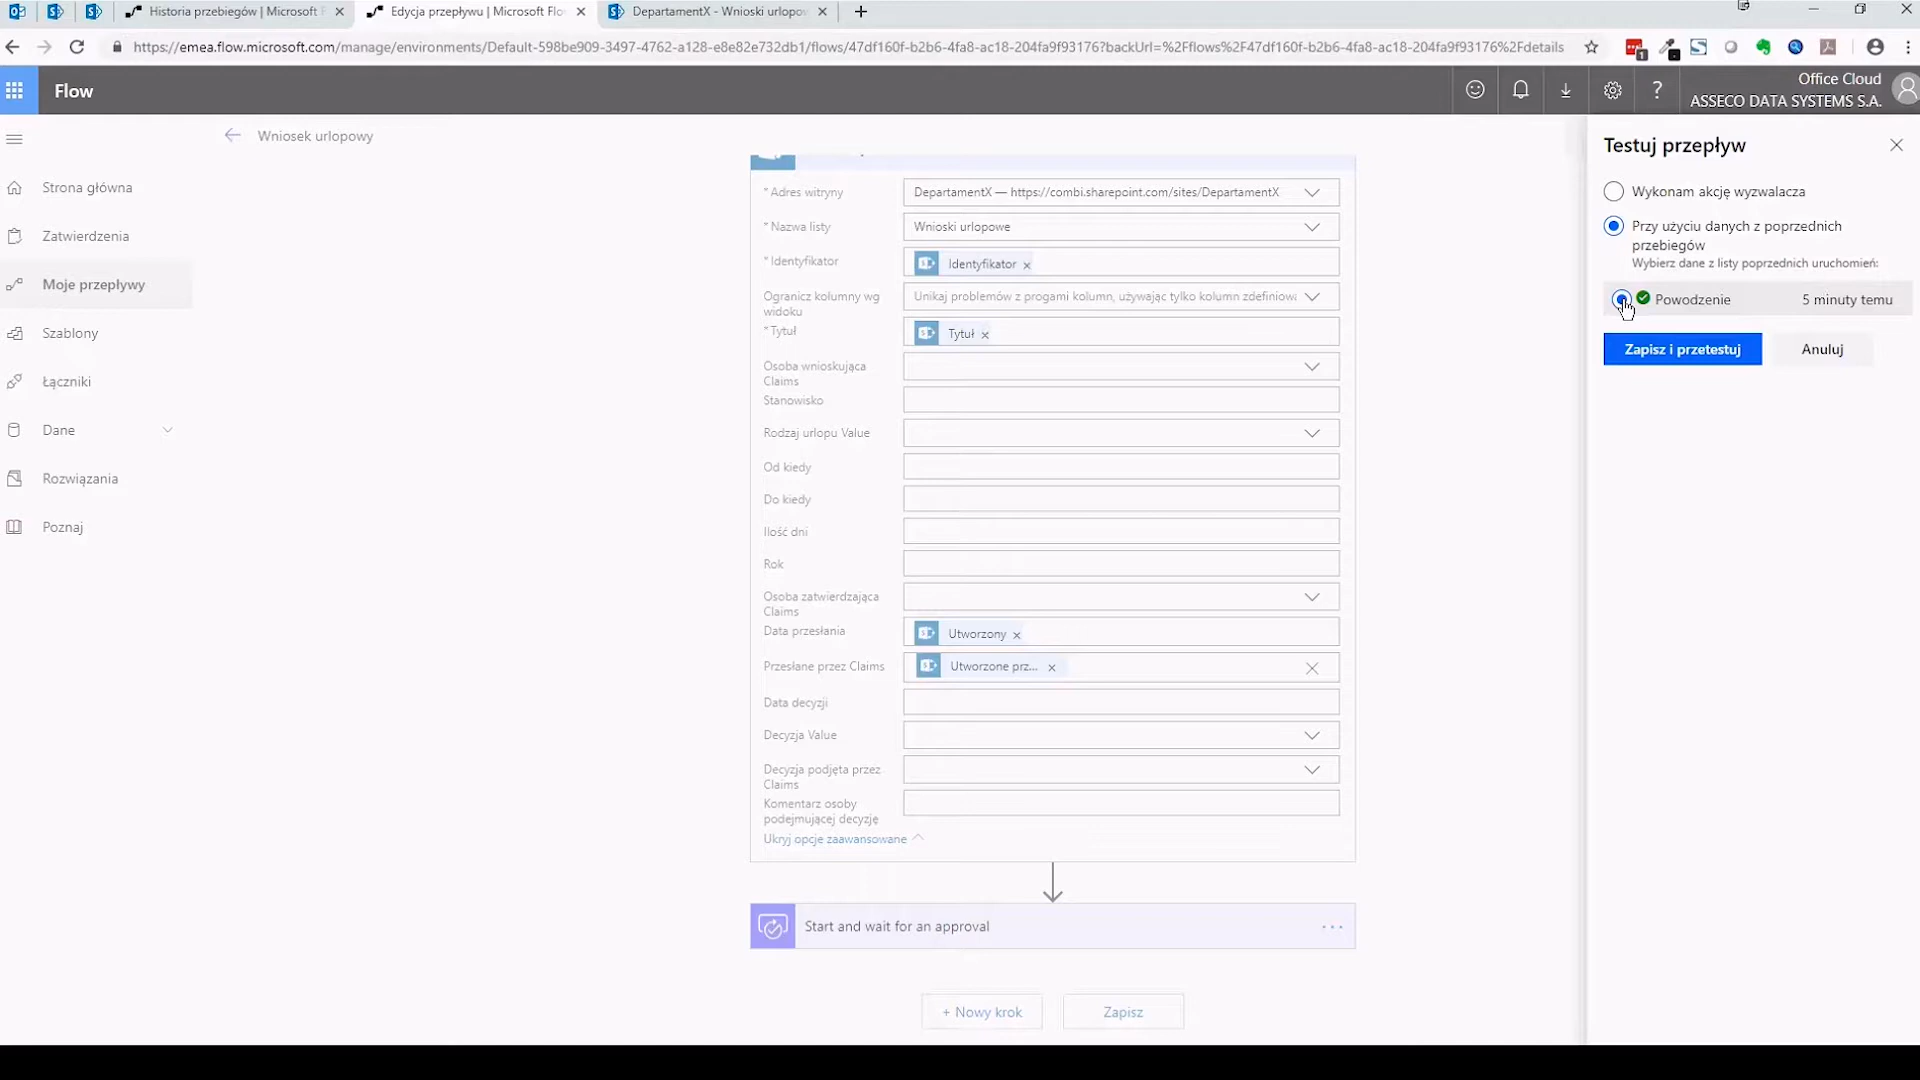 Historia przebiegów | Microsoft F
Edycja przepływu | Microsoft Flo
DepartamentX - Wnioski urlopow
https://emea.flow.microsoft.com/manage/environments/Default-598be909-3497-4762-a128-e8e82e732db1/flows/47df160f-b2b6-4fa8-ac18-204fa9f93176?backUrl=%2Fflows%2F47df160f-b2b6-4fa8-ac18-204fa9f93176%2Fdetails
Flow
Office Cloud
ASSECO DATA SYSTEMS S.A.
Wniosek urlopowy
Strona główna
Zatwierdzenia
Moje przepływy
Szablony
Łączniki
Dane
Rozwiązania
Poznaj
* Adres witryny
DepartamentX — https://combi.sharepoint.com/sites/DepartamentX
* Nazwa listy
Wnioski urlopowe
* Identyfikator
Identyfikator
Ogranicz kolumny wg
widoku
Unikaj problemów z progami kolumn, używając tylko kolumn zdefiniowa
* Tytuł
Tytuł
Osoba wnioskująca
Claims
Stanowisko
Rodzaj urlopu Value
Od kiedy
Do kiedy
Ilość dni
Rok
Osoba zatwierdzająca
Claims
Data przesłania
Utworzony
Przesłane przez Claims
Utworzone prz...
Data decyzji
Decyzja Value
Decyzja podjęta przez
Claims
Komentarz osoby
podejmującej decyzję
Ukryj opcje zaawansowane
Start and wait for an approval
+ Nowy krok
Zapisz
Testuj przepływ
Wykonam akcję wyzwalacza
Przy użyciu danych z poprzednich
przebiegów
Wybierz dane z listy poprzednich uruchomień:
Powodzenie
5 minuty temu
Zapisz i przetestuj
Anuluj